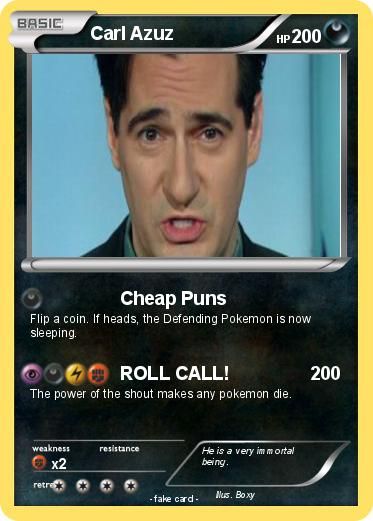 BASIC
Carl Azuz
HP 200
Cheap Puns
Flip a coin. If heads, the Defending Pokemon is now
sleeping.
ROLL CALL! 200
The power of the shout makes any pokemon die.
weakness resistance
x2
retreat
He is a very immortal
being.
- fake card -
Illus. Boxy